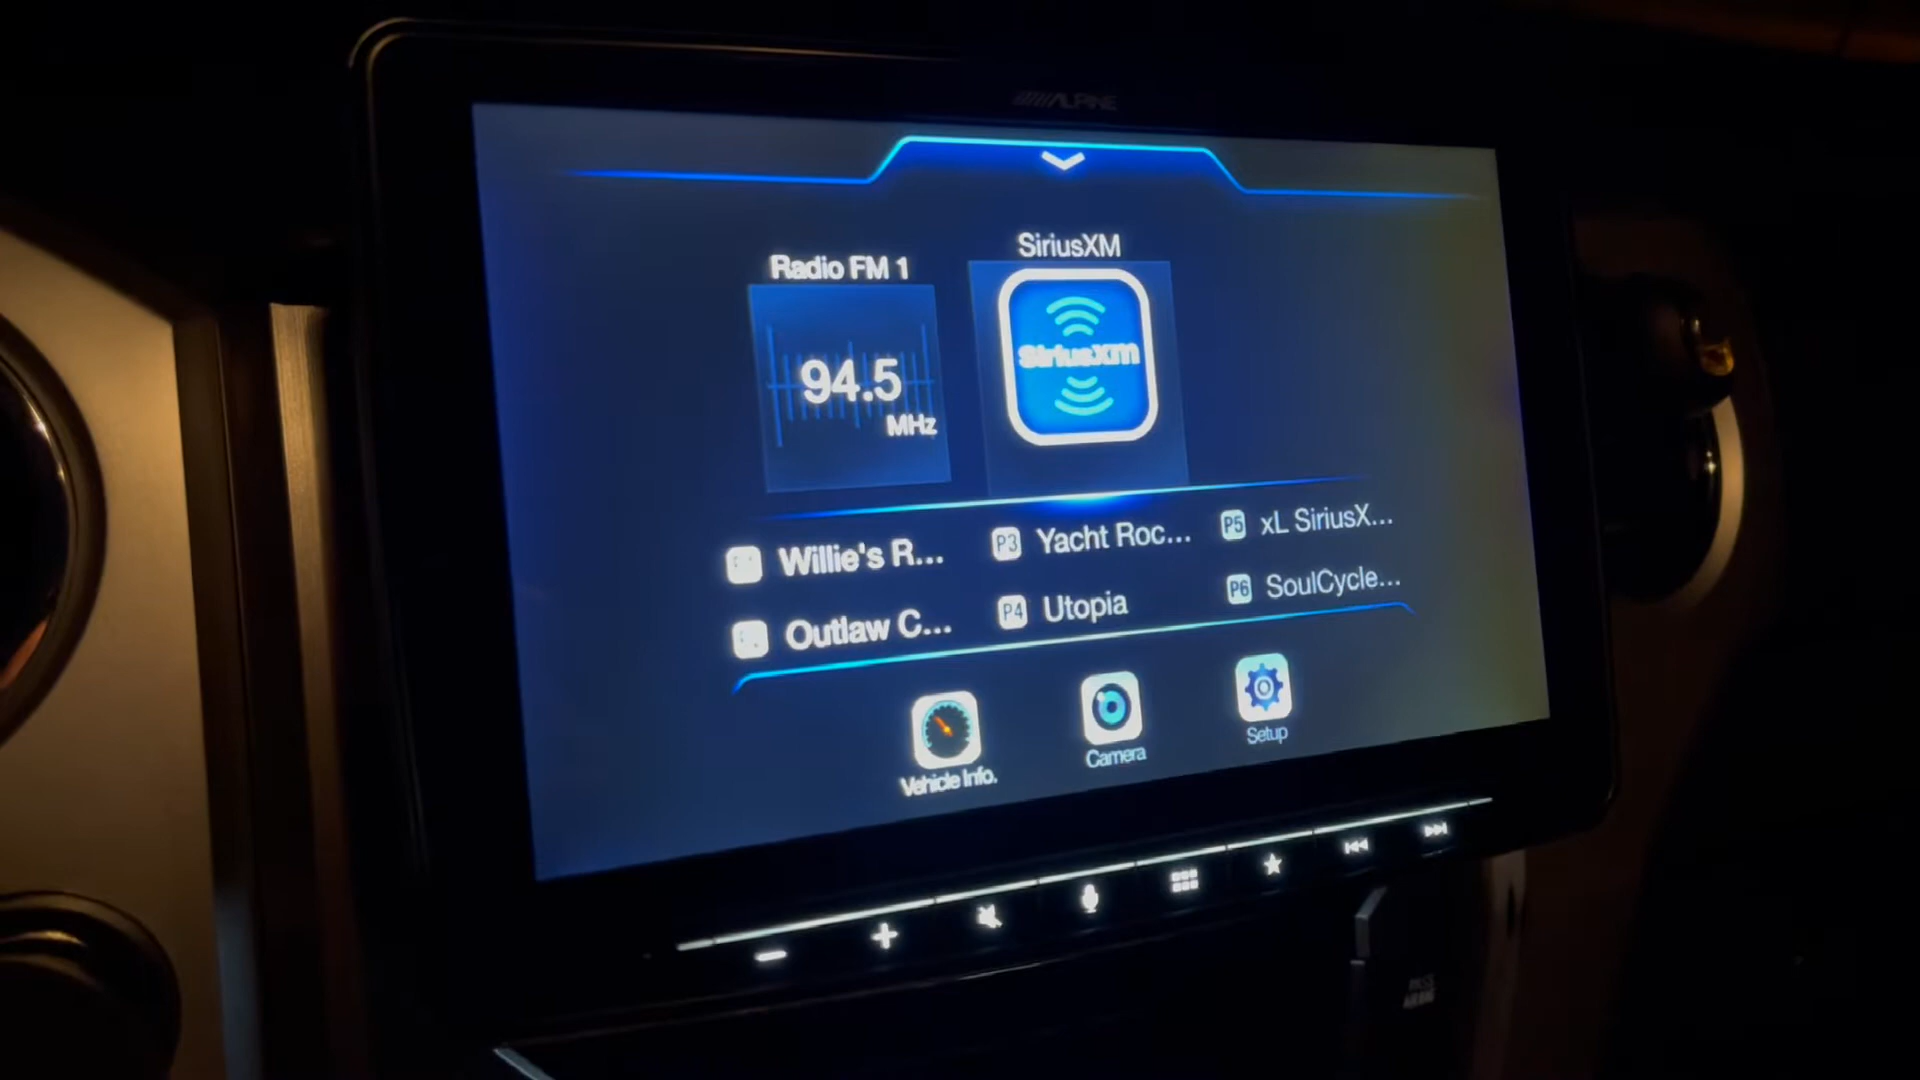 ALPINE
Radio FM 1
SiriusXM
94.5
MHz
SiriusXM
Willie's R...
P3 Yacht Roc...
P5 xL SiriusX...
Outlaw C...
P4 Utopia
P6 SoulCycle...
Vehicle Info.
Camera
Setup